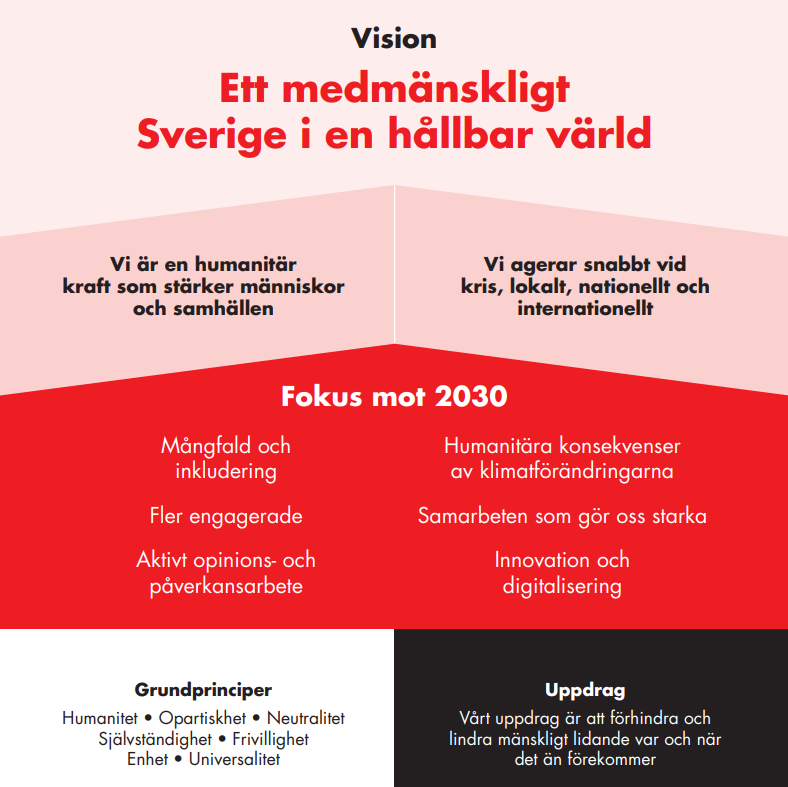 Vision
Ett medmänskligt
Sverige i en hållbar värld
Vi är en humanitär
kraft som stärker människor
och samhällen
Vi agerar snabbt vid
kris, lokalt, nationellt och
internationellt
Fokus mot 2030
Mångfald och
inkludering
Fler engagerade
Aktivt opinions- och
påverkansarbete
Humanitära konsekvenser
av klimatförändringarna
Samarbeten som gör oss starka
Innovation och
digitalisering
Grundprinciper
Humanitet • Opartiskhet • Neutralitet
Självständighet • Frivillighet
Enhet • Universalitet
Uppdrag
Vårt uppdrag är att förhindra och
lindra mänskligt lidande var och när
det än förekommer